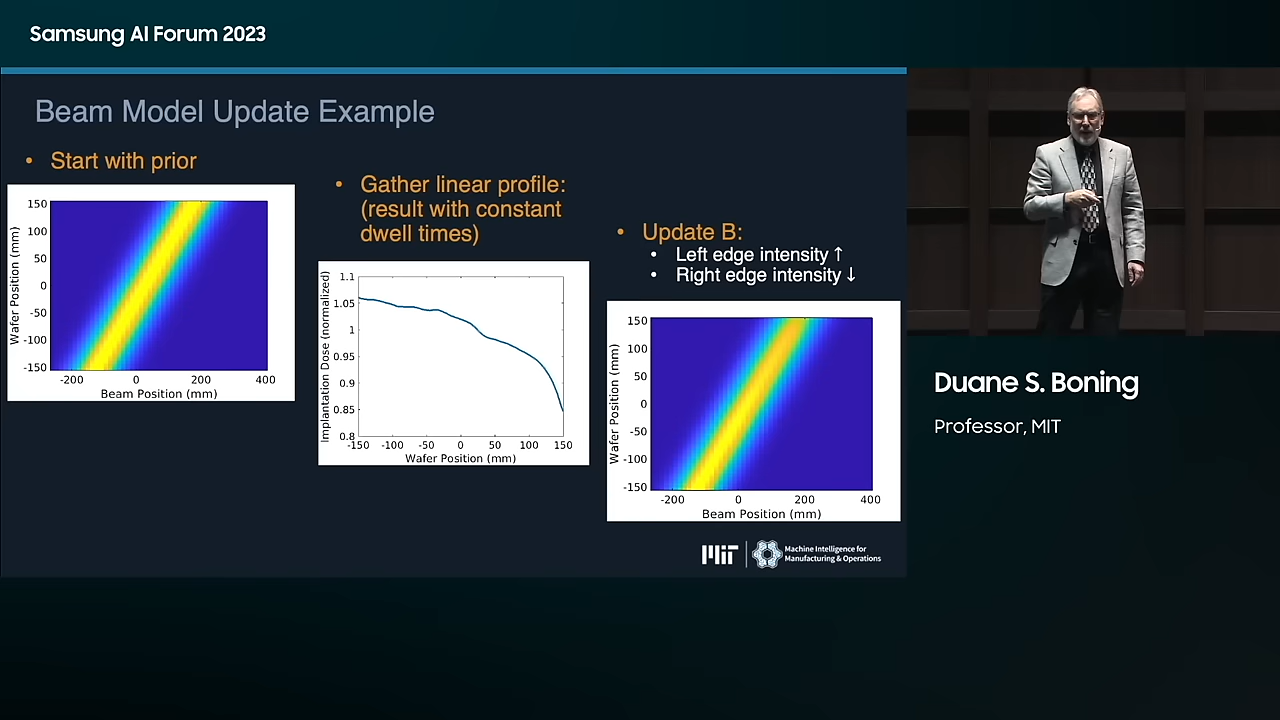 Samsung AI Forum 2023
Beam Model Update Example
• Start with prior
150
100
50
0
-50
-100
-150
Wafer Position (mm)
-200 0 200 400
Beam Position (mm)
• Gather linear profile:
(result with constant
dwell times)
1.1
1.05
1
0.95
0.9
0.85
0.8
Implantation Dose (normalized)
-150 -100 -50 0 50 100 150
Wafer Position (mm)
• Update B:
• Left edge intensity ↑
• Right edge intensity ↓
150
100
50
0
-50
-100
-150
Wafer Position (mm)
-200 0 200 400
Beam Position (mm)
MIT
Machine Intelligence for
Manufacturing & Operations
Duane S. Boning
Professor, MIT